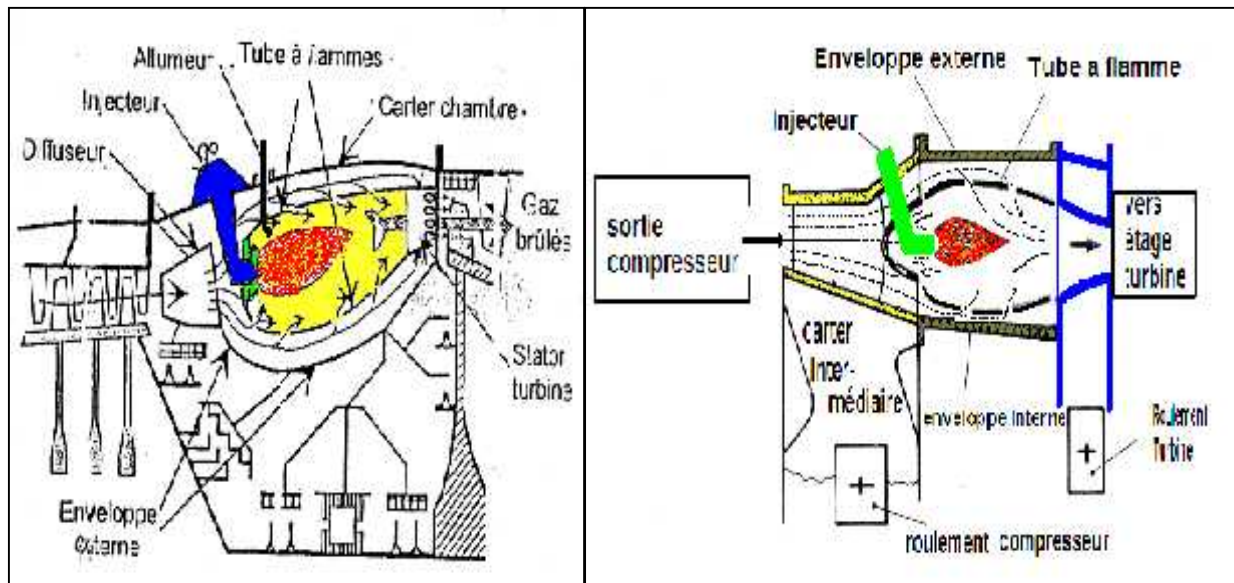 Allumeur
Tube à flammes
Injecteur
Carter chambre
Diffuseur
Gaz
brûlés
Stator
turbine
Enveloppe
externe
Enveloppe externe
Tube a flamme
Injecteur
sortie
compresseur
vers
étage
turbine
carter
Inter-
médiaire
enveloppe interne
Roulement
Turbine
roulement compresseur